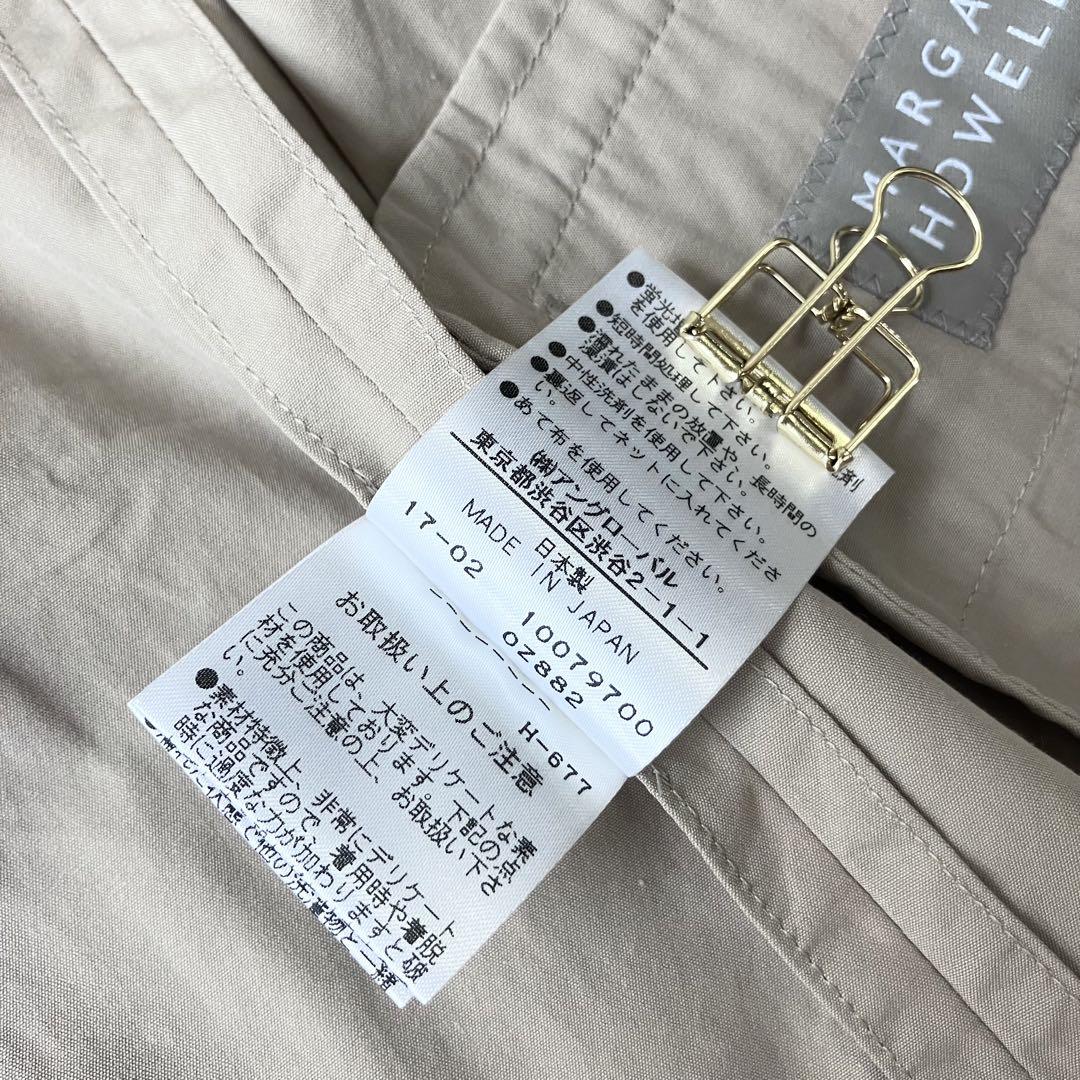 MARGA
HOWELL
●蛍光
を使用して下さい。
●短時間処理して下さい。
●濡れたままの放置や、長時間の
浸漬はしないで下さい。
●中性洗剤を使用して下さい。
●裏返してネットに入れてくださ
い。
●あて布を使用してください。
剤
㈱アングローバル
東京都渋谷区渋谷2-1-1
日本製
MADE IN JAPAN
10079700
17-02 0Z882
H-677
お取扱い上のご注意
この商品は、大変デリケートな素
材を使用しております。下記の点
に充分ご注意の上、お取扱い下さ
い。
●素材特徴上、非常にデリケート
な商品ですので、着用時や着脱
時に過度な力が加わりますと破
の洗濯物と一緒